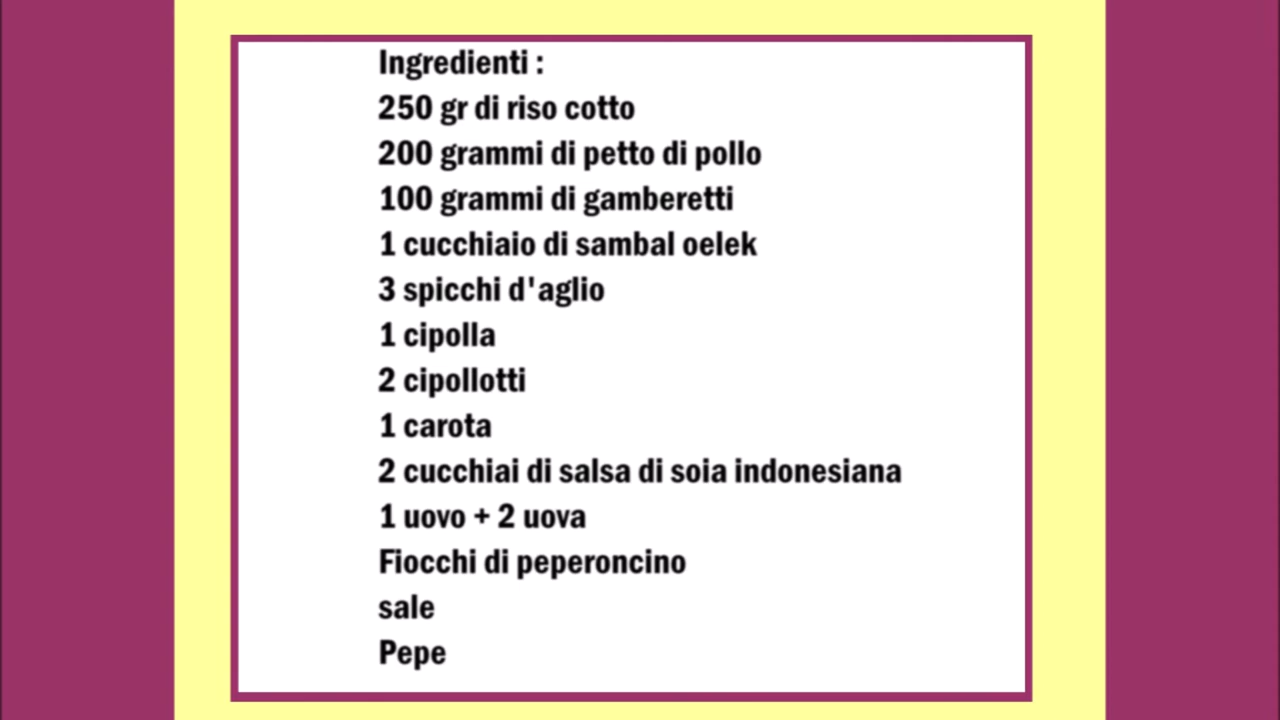 Ingredienti :
250 gr di riso cotto
200 grammi di petto di pollo
100 grammi di gamberetti
1 cucchiaio di sambal oelek
3 spicchi d'aglio
1 cipolla
2 cipollotti
1 carota
2 cucchiai di salsa di soia indonesiana
1 uovo + 2 uova
Fiocchi di peperoncino
sale
Pepe